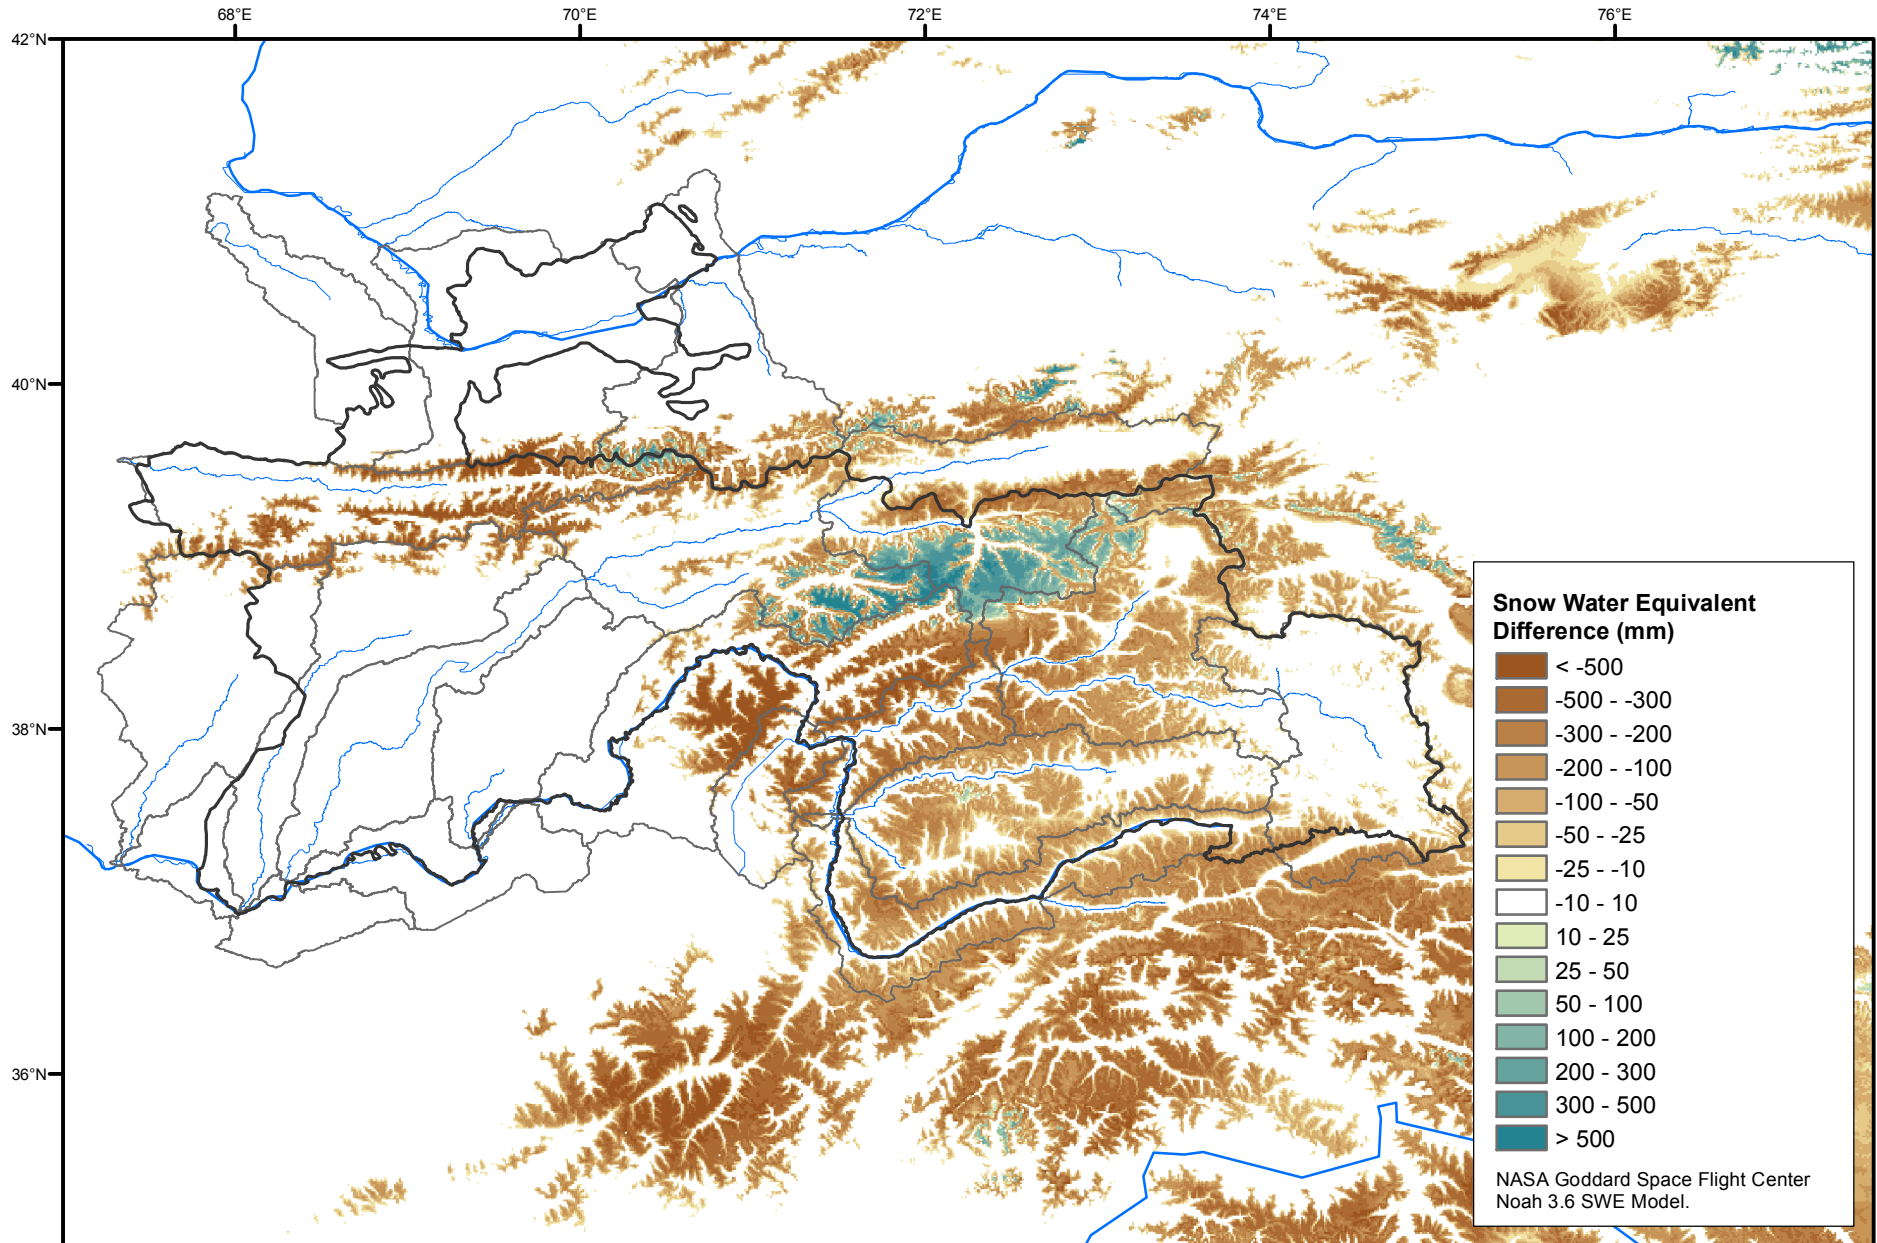 68°E 70°E 72°E 74°E 76°E
42°N
40°N
38°N
36°N
Snow Water Equivalent
Difference (mm)
< -500
-500 - -300
-300 - -200
-200 - -100
-100 - -50
-50 - -25
-25 - -10
-10 - 10
10 - 25
25 - 50
50 - 100
100 - 200
200 - 300
300 - 500
> 500
NASA Goddard Space Flight Center
Noah 3.6 SWE Model.